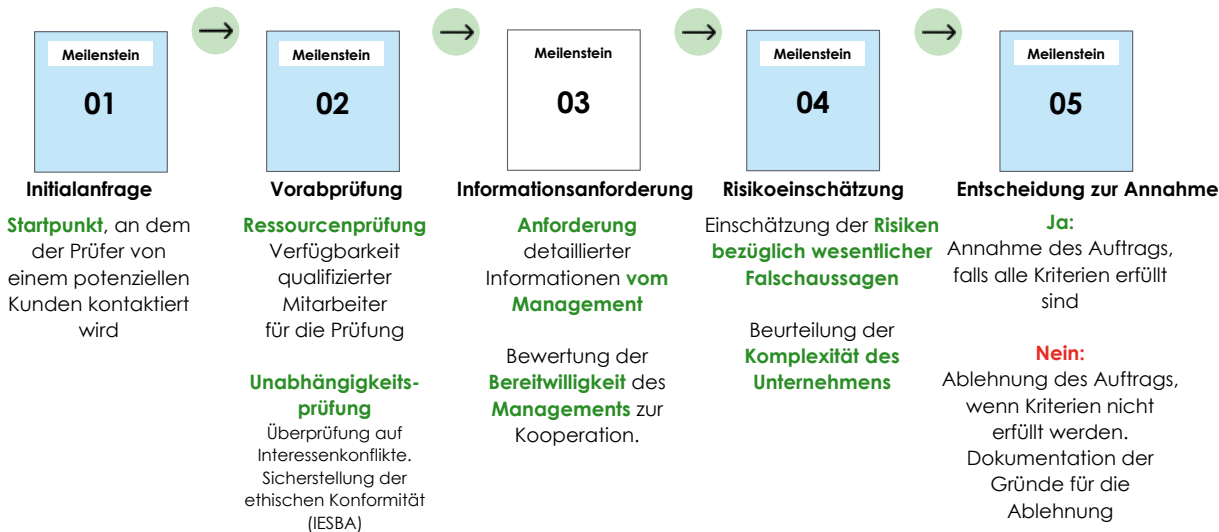 Meilenstein
01
Initialanfrage
Startpunkt, an dem
der Prüfer von
einem potenziellen
Kunden kontaktiert
wird
Meilenstein
02
Vorabprüfung
Ressourcenprüfung
Verfügbarkeit
qualifizierter
Mitarbeiter
für die Prüfung
Unabhängigkeits-
prüfung
Überprüfung auf
Interessenkonflikte.
Sicherstellung der
ethischen Konformität
(IESBA)
Meilenstein
03
Informationsanforderung
Anforderung
detaillierter
Informationen vom
Management
Bewertung der
Bereitwilligkeit des
Managements zur
Kooperation.
Meilenstein
04
Risikoeinschätzung
Einschätzung der Risiken
bezüglich wesentlicher
Falschaussagen
Beurteilung der
Komplexität des
Unternehmens
Meilenstein
05
Entscheidung zur Annahme
Ja:
Annahme des Auftrags,
falls alle Kriterien erfüllt
sind
Nein:
Ablehnung des Auftrags,
wenn Kriterien nicht
erfüllt werden.
Dokumentation der
Gründe für die
Ablehnung